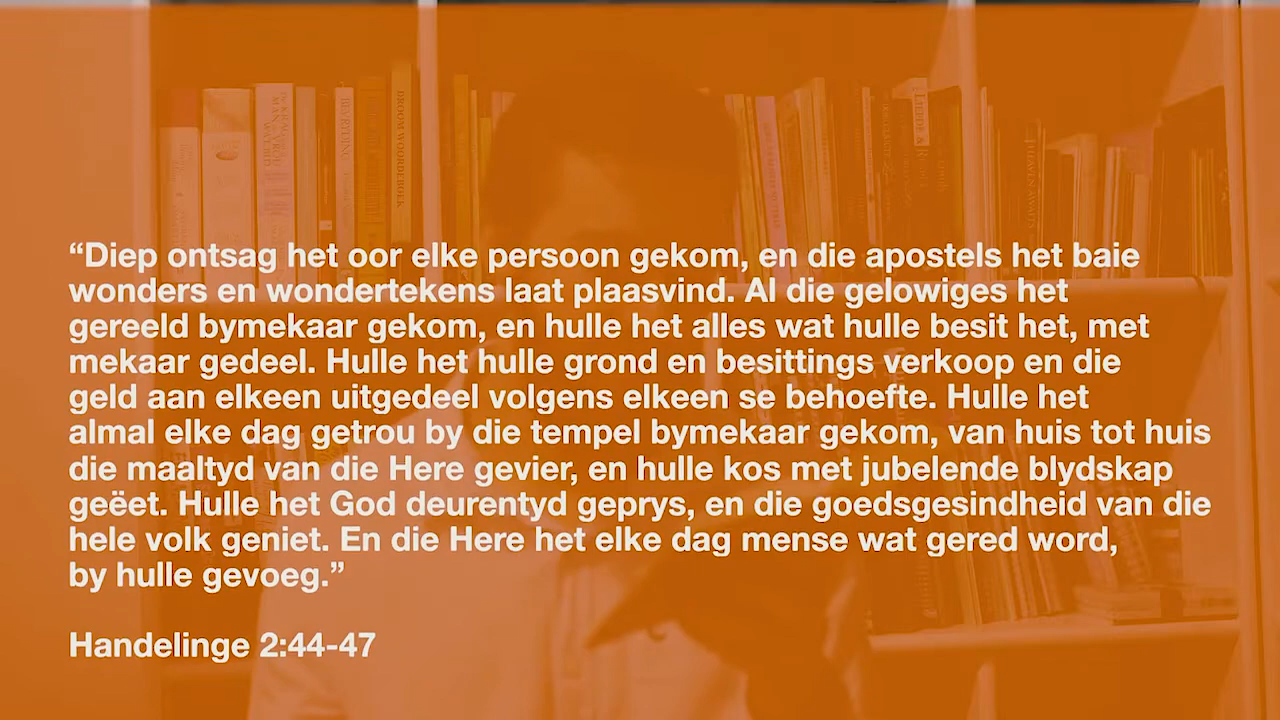 “Diep ontsag het oor elke persoon gekom, en die apostels het baie
wonders en wondertekens laat plaasvind. Al die gelowiges het
gereeld bymekaar gekom, en hulle het alles wat hulle besit het, met
mekaar gedeel. Hulle het hulle grond en besittings verkoop en die
geld aan elkeen uitgedeel volgens elkeen se behoefte. Hulle het
almal elke dag getrou by die tempel bymekaar gekom, van huis tot huis
die maaltyd van die Here gevier, en hulle kos met jubelende blydskap
geëet. Hulle het God deurentyd geprys, en die goedsgesindheid van die
hele volk geniet. En die Here het elke dag mense wat gered word,
by hulle gevoeg.”
Handelinge 2:44-47
BEVRYDING
DROOM WOORDEBOEK